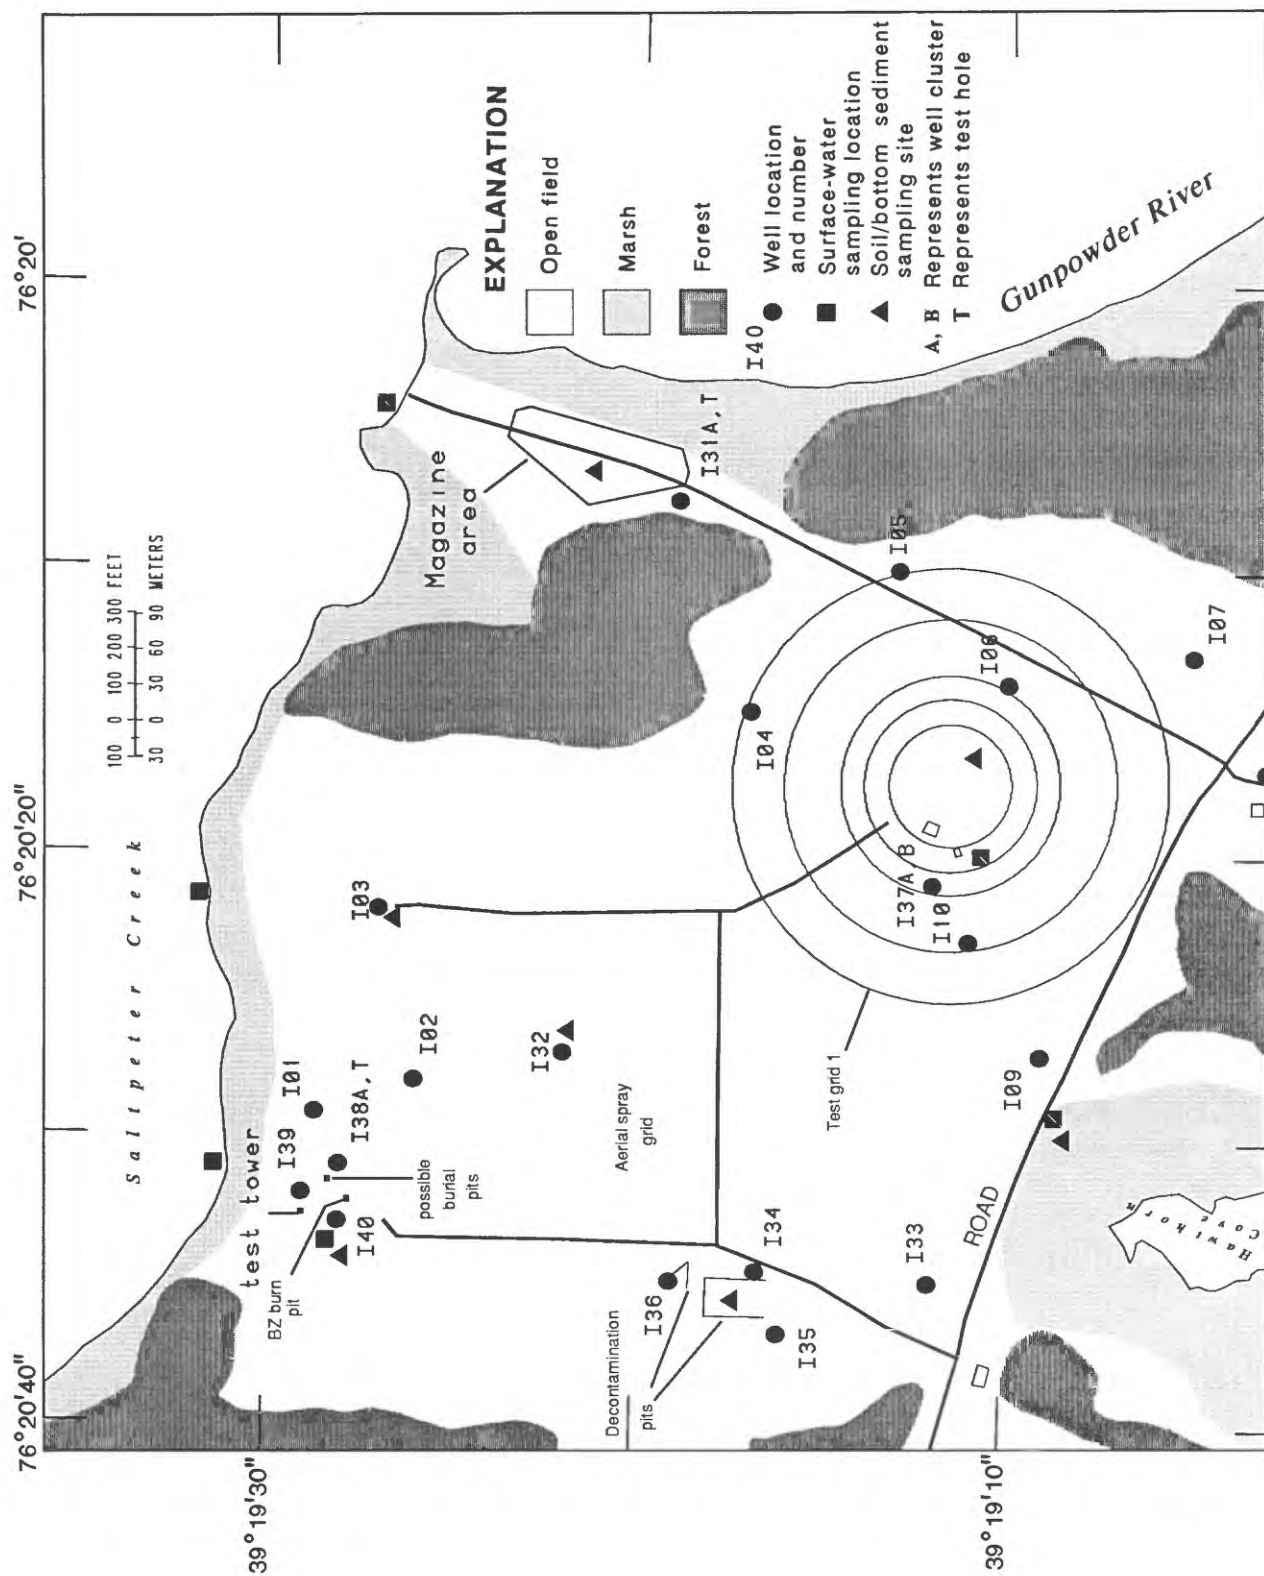 76°20'40"
76°20'20"
76°20'
39°19'30"
39°19'10"
Saltpeter Creek
100 0 100 200 300 FEET
30 0 30 60 90 METERS
test tower
I39
I01
I38A,T
I02
I03
BZ burn
pit
I40
possible
burial
pits
I32
Aerial spray
grid
Magazine
area
I31A,T
Decontamination
pits
I36
I34
I35
I33
ROAD
I09
Test grid 1
I37A B
I10
I04
I06
I05
I07
Hawthorn
Cove
Gunpowder River
EXPLANATION
Open field
Marsh
Forest
I40 Well location
and number
Surface-water
sampling location
Soil/bottom sediment
sampling site
A, B Represents well cluster
T Represents test hole